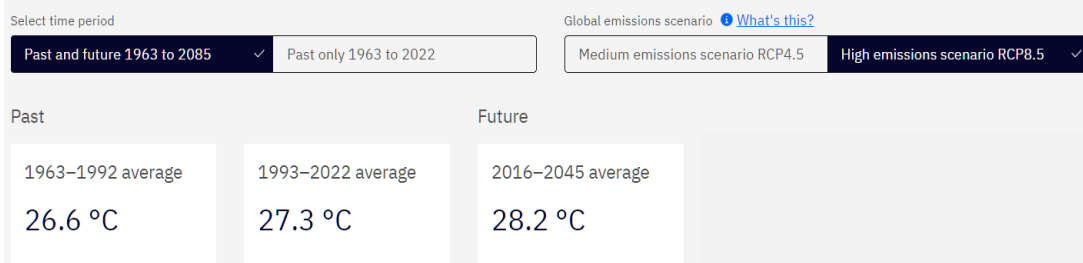 Select time period
Global emissions scenario What's this?
Past and future 1963 to 2085
Past only 1963 to 2022
Medium emissions scenario RCP4.5
High emissions scenario RCP8.5
Past
Future
1963–1992 average
1993–2022 average
2016–2045 average
26.6 °C
27.3 °C
28.2 °C